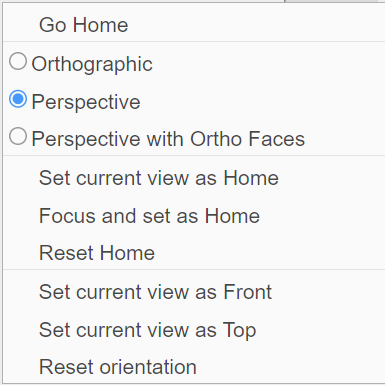 Go Home
Orthographic
Perspective
Perspective with Ortho Faces
Set current view as Home
Focus and set as Home
Reset Home
Set current view as Front
Set current view as Top
Reset orientation